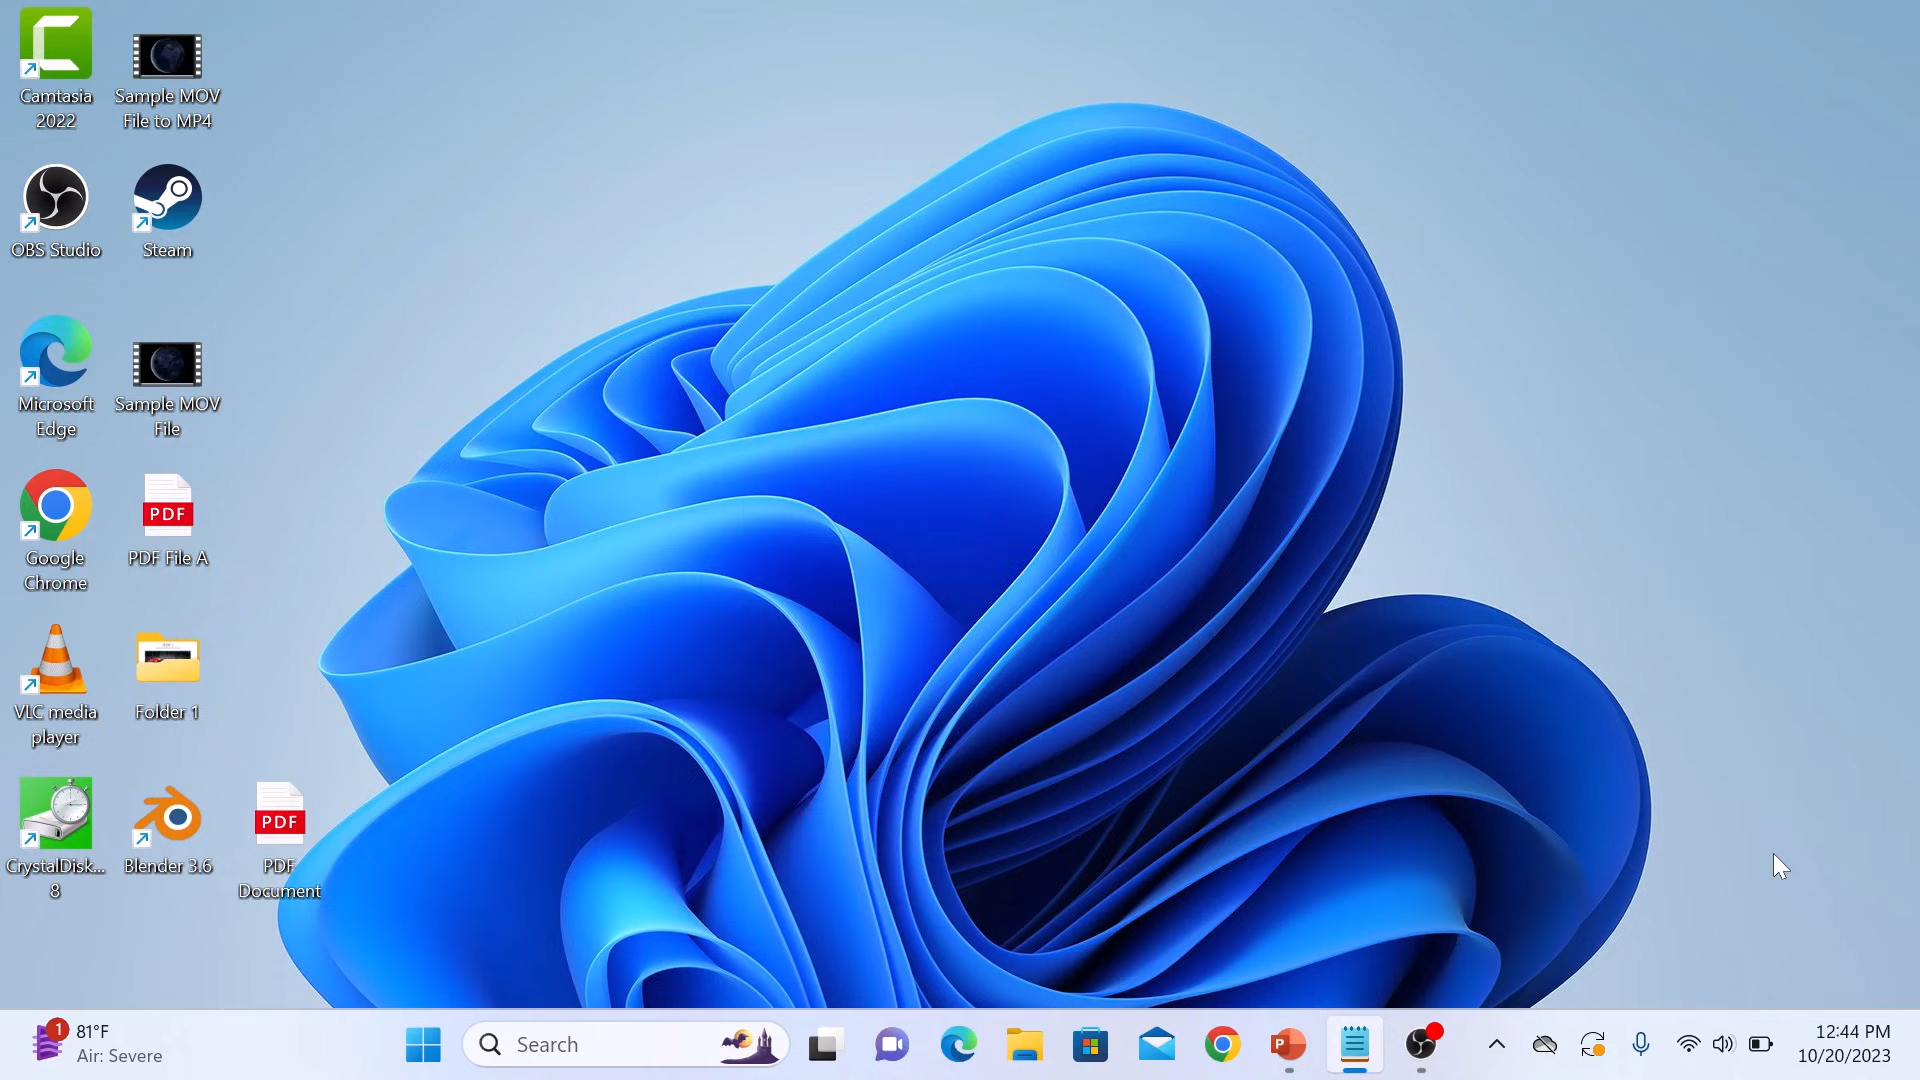 Camtasia
2022
Sample MOV
File to MP4
OBS Studio
Steam
Microsoft
Edge
Sample MOV
File
Google
Chrome
PDF
PDF File A
VLC media
player
Folder 1
CrystalDisk...
8
Blender 3.6
PDF
PDF
Document
1
81°F
Air: Severe
Search
P
12:44 PM
10/20/2023